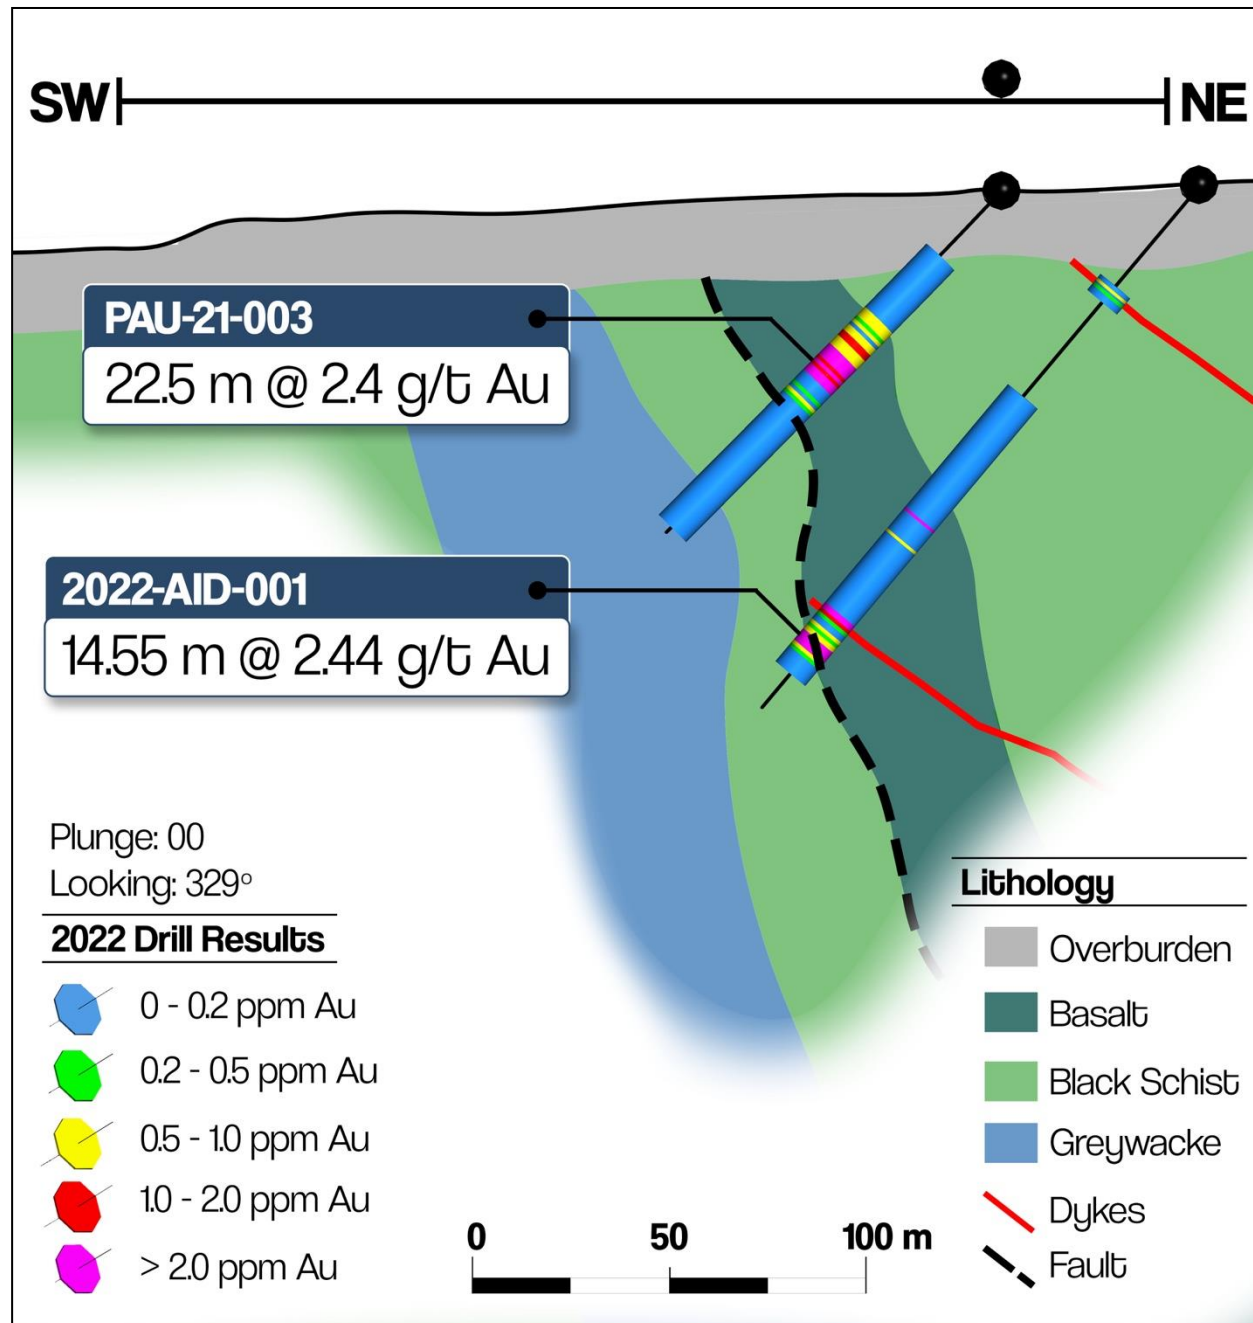 SW
NE
PAU-21-003
22.5 m @ 2.4 g/t Au
2022-AID-001
14.55 m @ 2.44 g/t Au
Plunge: 00
Looking: 329°
2022 Drill Results
0 - 0.2 ppm Au
0.2 - 0.5 ppm Au
0.5 - 1.0 ppm Au
1.0 - 2.0 ppm Au
> 2.0 ppm Au
Lithology
Overburden
Basalt
Black Schist
Greywacke
Dykes
Fault
0 50 100 m